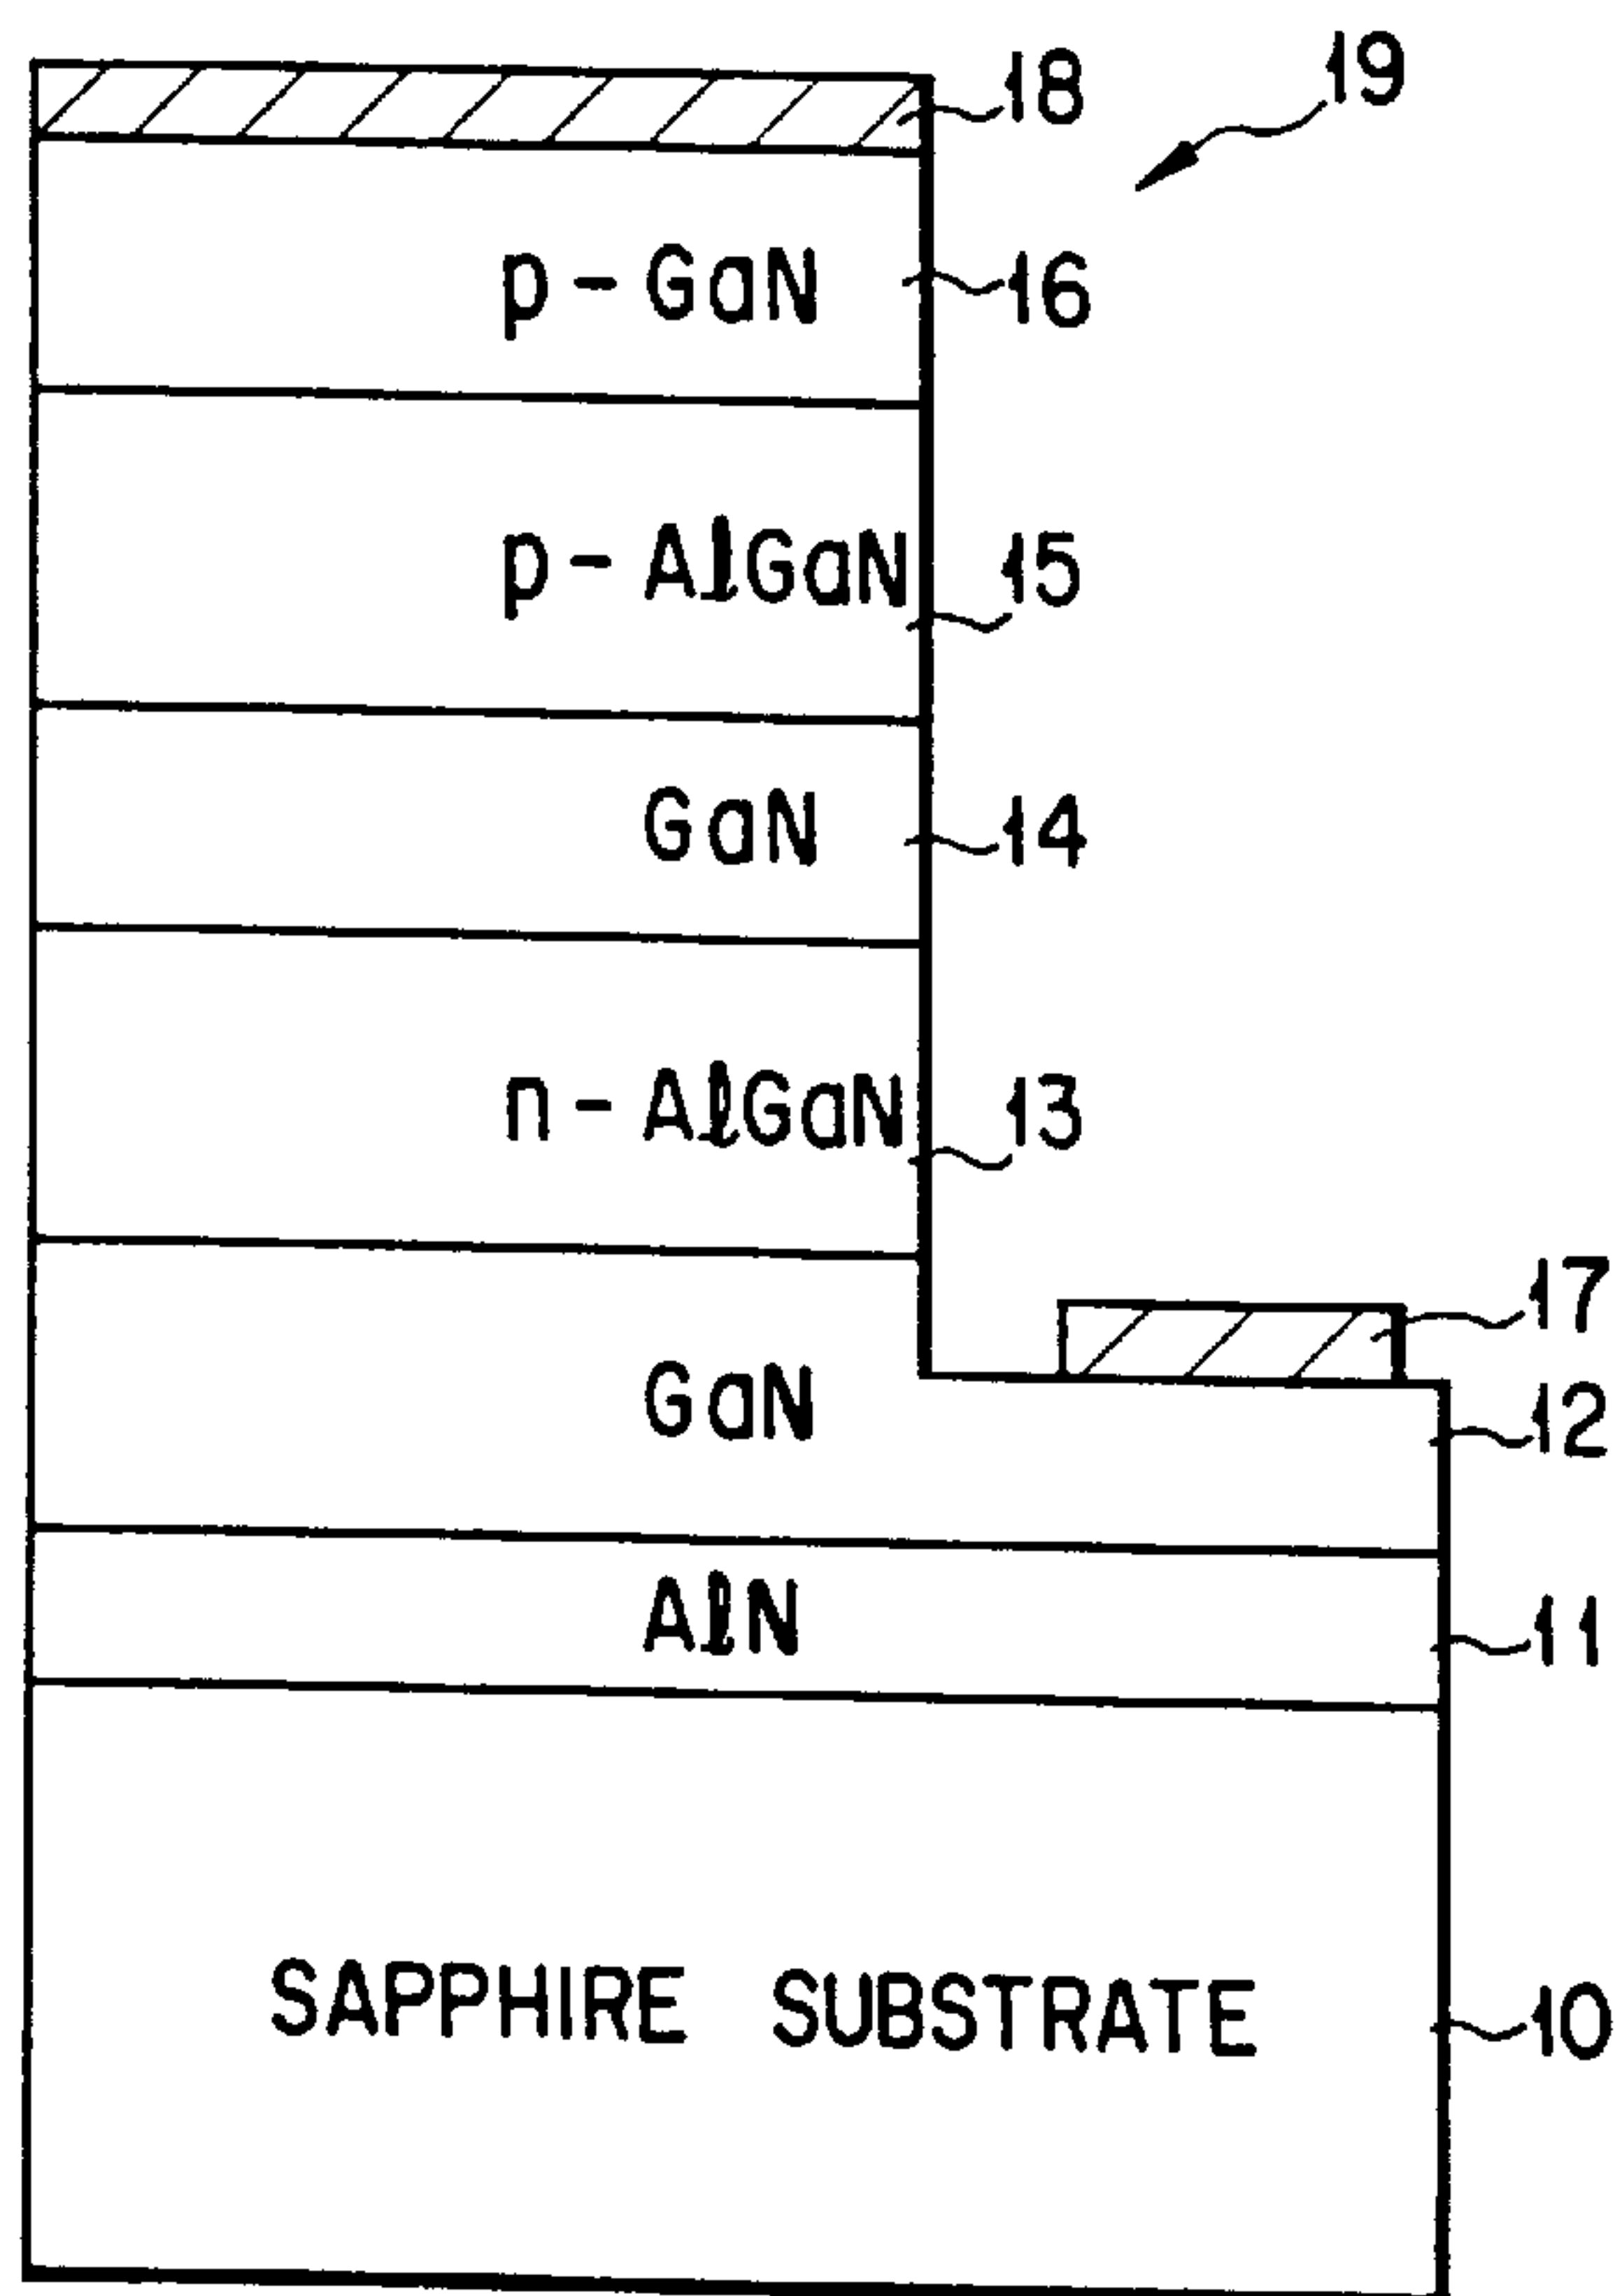 18
19
p-GaN
16
p-AlGaN
15
GaN
14
n-AlGaN
13
17
GaN
12
AlN
11
SAPPHIRE SUBSTRATE
10